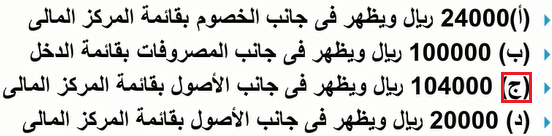 (أ)24000 ريال ويظهر فى جانب الخصوم بقائمة المركز المالى
(ب) 100000 ريال ويظهر فى جانب المصروفات بقائمة الدخل
(ج) 104000 ريال ويظهر فى جانب الأصول بقائمة المركز المالى
(د) 20000 ريال ويظهر فى جانب الأصول بقائمة المركز المالى